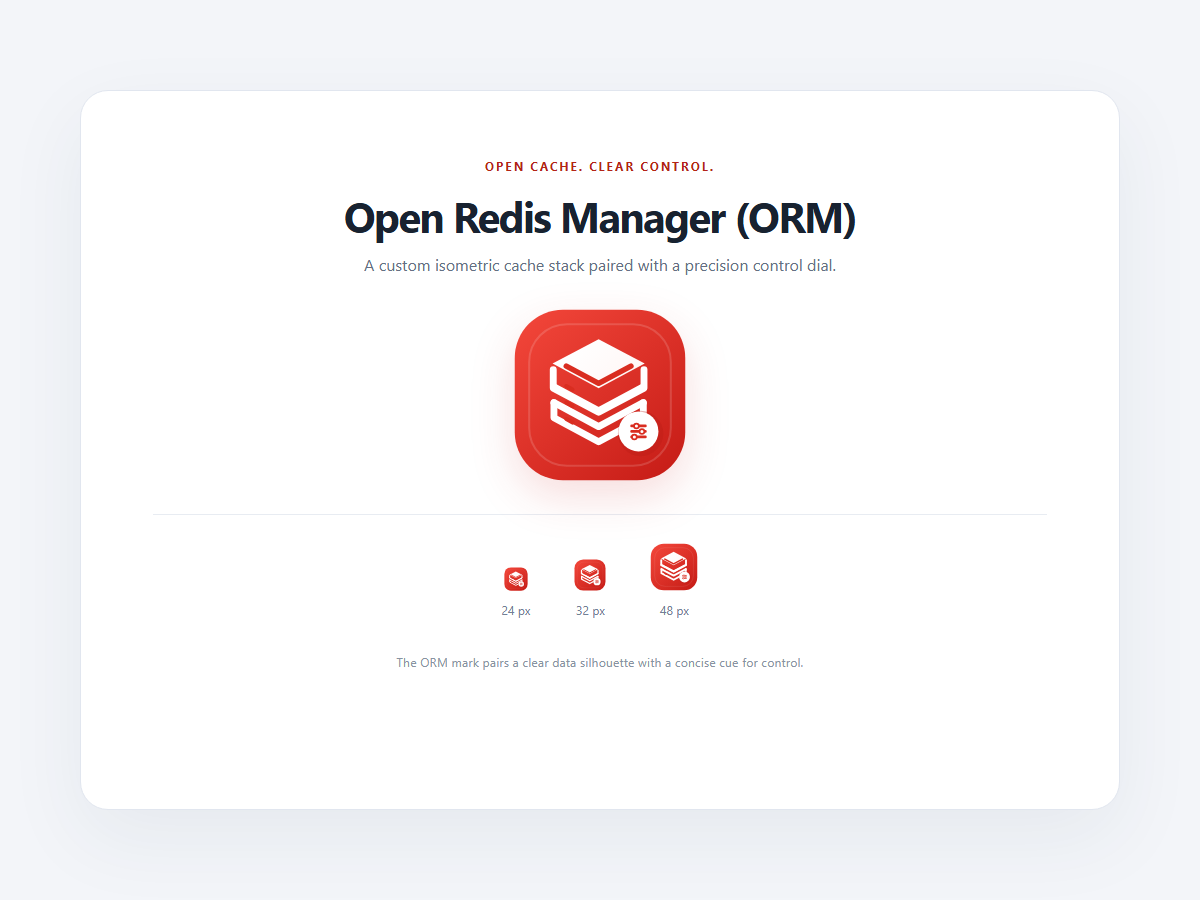 OPEN CACHE. CLEAR CONTROL.
Open Redis Manager (ORM)
A custom isometric cache stack paired with a precision control dial.
24 px
32 px
48 px
The ORM mark pairs a clear data silhouette with a concise cue for control.